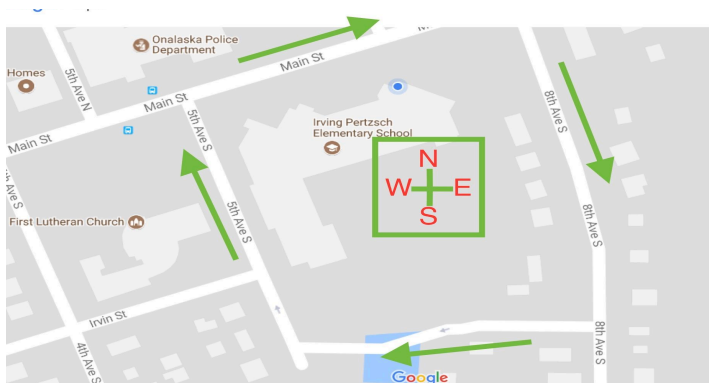 Onalaska Police
Department
Homes
5th Ave N
Main St
Main St
Main St
5th Ave S
Irving Pertzsch
Elementary School
8th Ave S
N
W E
S
First Lutheran Church
5th Ave S
8th Ave S
Irvin St
4th Ave S
8th Ave S
Google